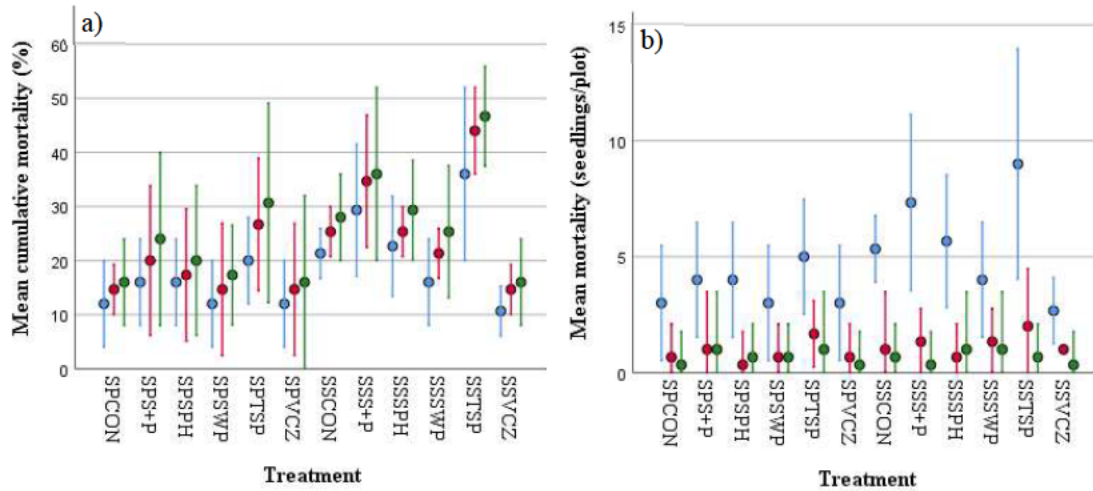 a)
Mean cumulative mortality (%)
60
50
40
30
20
10
0
SPCON
SPS+P
SPSPH
SPSWP
SPTSP
SPVCZ
SSCON
SSS+P
SSSPH
SSSWP
SSTSP
SSVCZ
Treatment
b)
Mean mortality (seedlings/plot)
15
10
5
0
SPCON
SPS+P
SPSPH
SPSWP
SPTSP
SPVCZ
SSCON
SSS+P
SSSPH
SSSWP
SSTSP
SSVCZ
Treatment